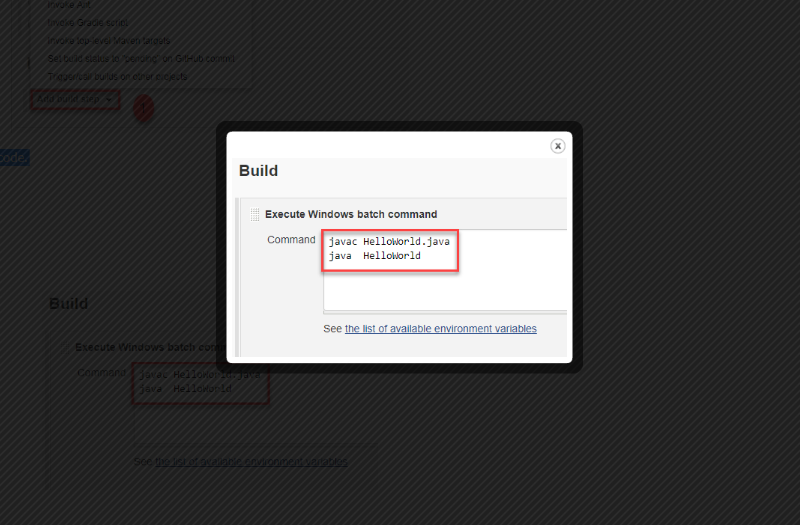 Invoke Ant
Invoke Gradle script
Invoke top-level Maven targets
Set build status to "pending" on GitHub commit
Trigger/call builds on other projects
Add build step
1
code.
Build
Execute Windows batch command
Command
javac HelloWorld.java
java HelloWorld
See the list of available environment variables
Build
Execute Windows batch com
Command
javac HelloWorld.java
java HelloWorld
See the list of available environment variables